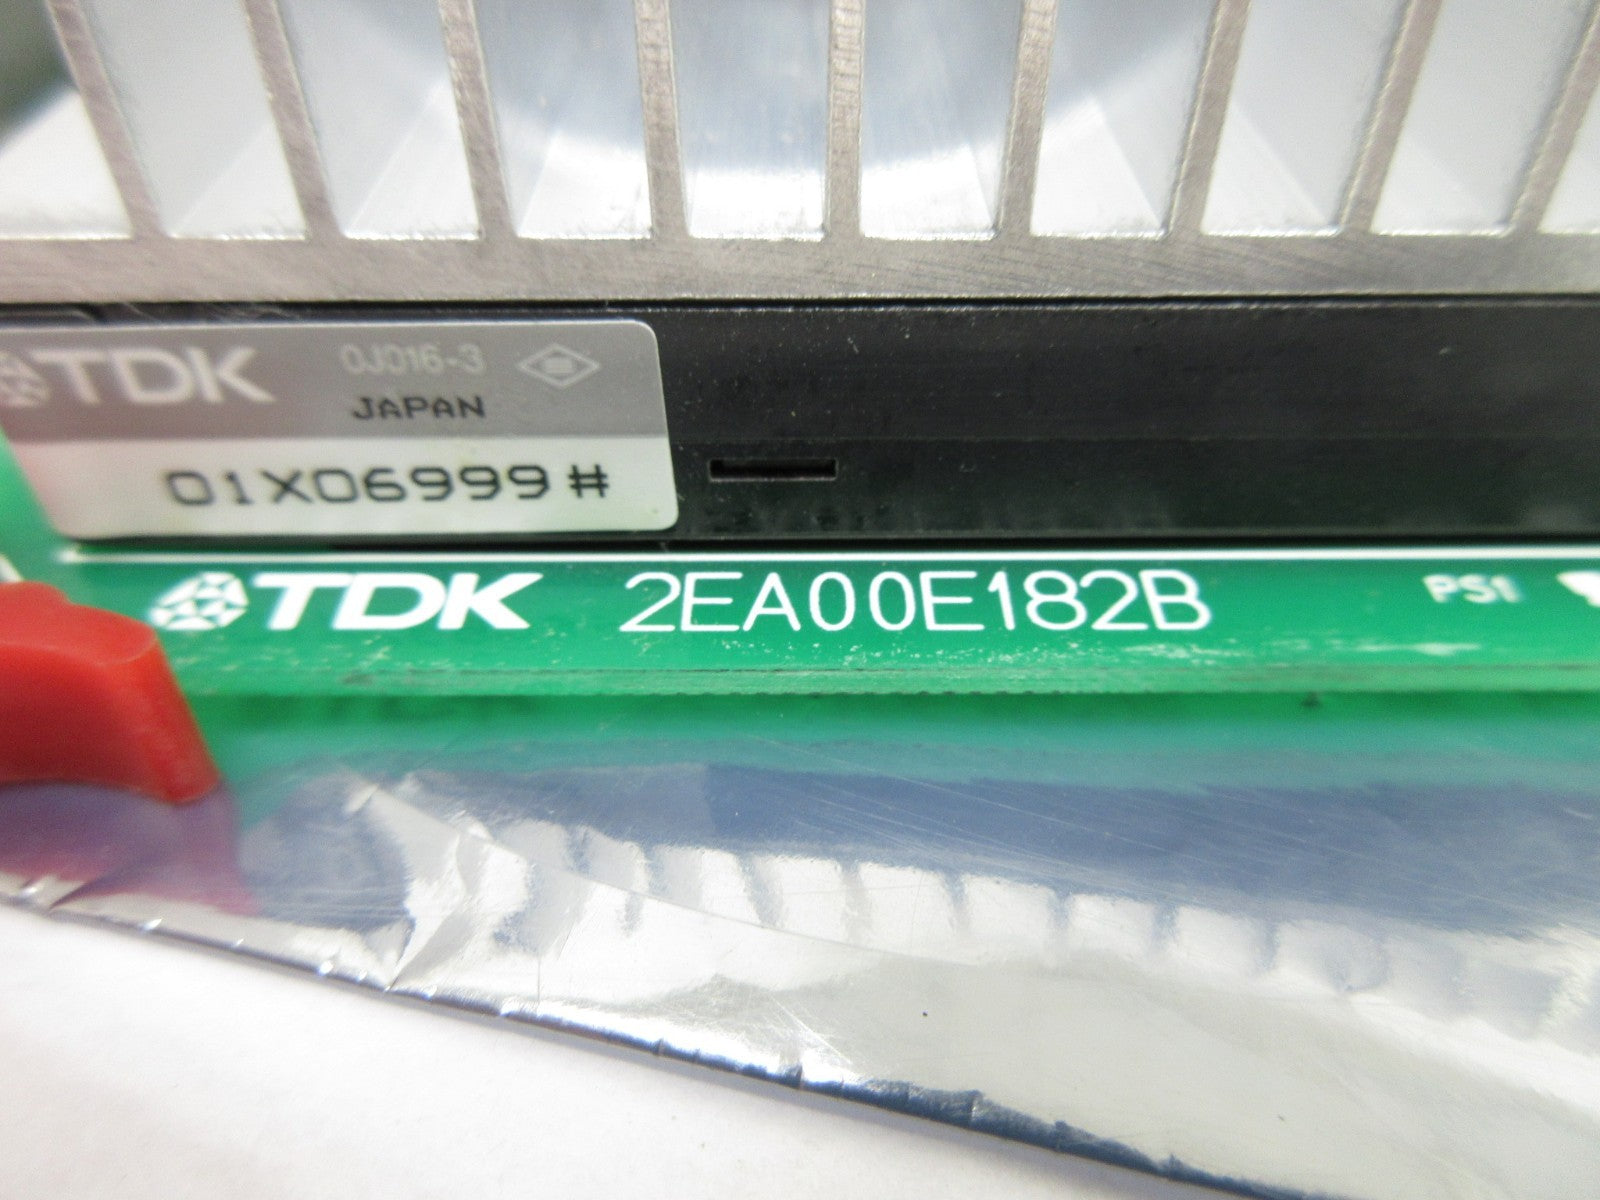 TDK 0J016-3
JAPAN
01X06999#
TDK 2EA00E182B PS1